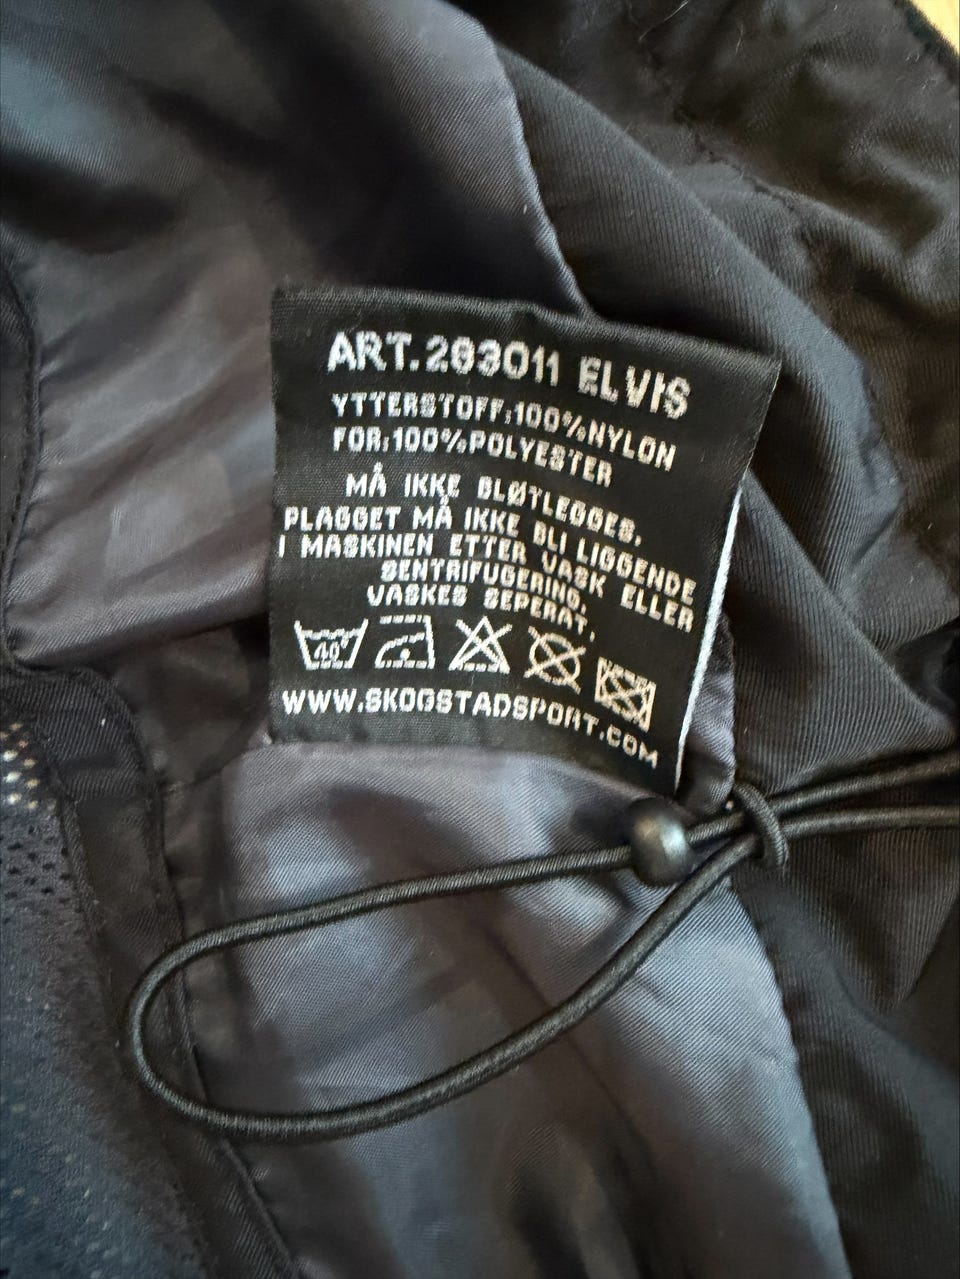 ART.283011 ELVIS
YTTERSTOFF:100%NYLON
FOR:100%POLYESTER
MÅ IKKE BLØTLEGGES.
PLAGGET MÅ IKKE BLI LIGGENDE
I MASKINEN ETTER VASK ELLER
SENTRIFUGERING.
VASKES SEPERAT.
40°
WWW.SKOGSTADSPORT.COM